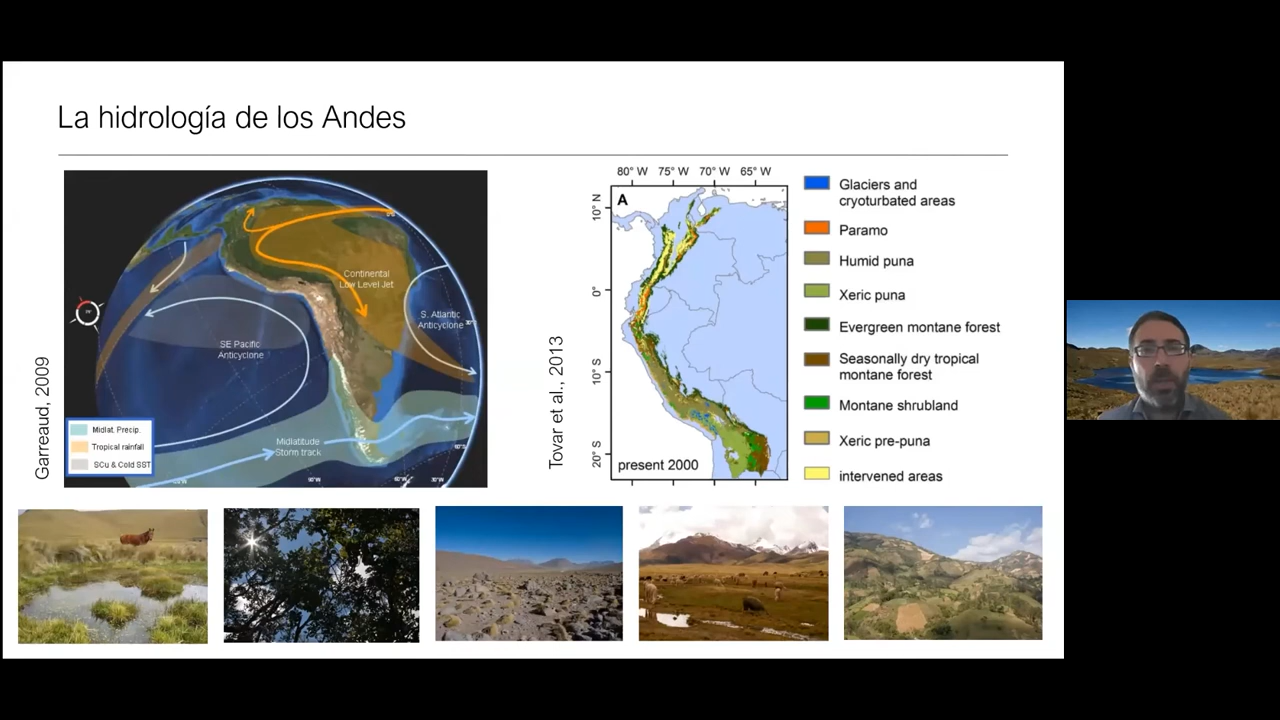 La hidrología de los Andes
Garreaud, 2009
Continental
Low Level Jet
S. Atlantic
Anticyclone
SE Pacific
Anticyclone
Midlatitude
Storm track
Midlat. Precip.
Tropical rainfall
SCu & Cold SST
90°W
60°W
30°W
Tovar et al., 2013
80° W 75° W 70° W 65° W
A
10° N
0°
10° S
20° S
present 2000
Glaciers and
cryoturbated areas
Paramo
Humid puna
Xeric puna
Evergreen montane forest
Seasonally dry tropical
montane forest
Montane shrubland
Xeric pre-puna
intervened areas